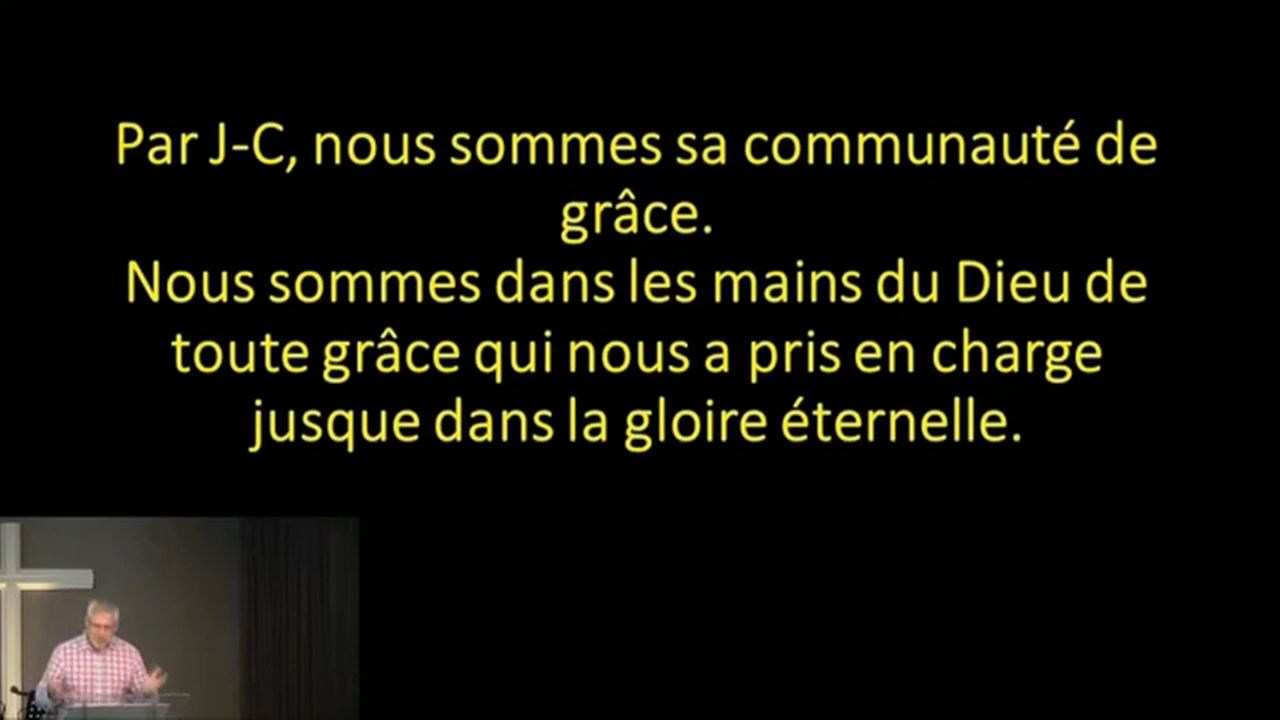 Par J-C, nous sommes sa communauté de
grâce.
Nous sommes dans les mains du Dieu de
toute grâce qui nous a pris en charge
jusque dans la gloire éternelle.